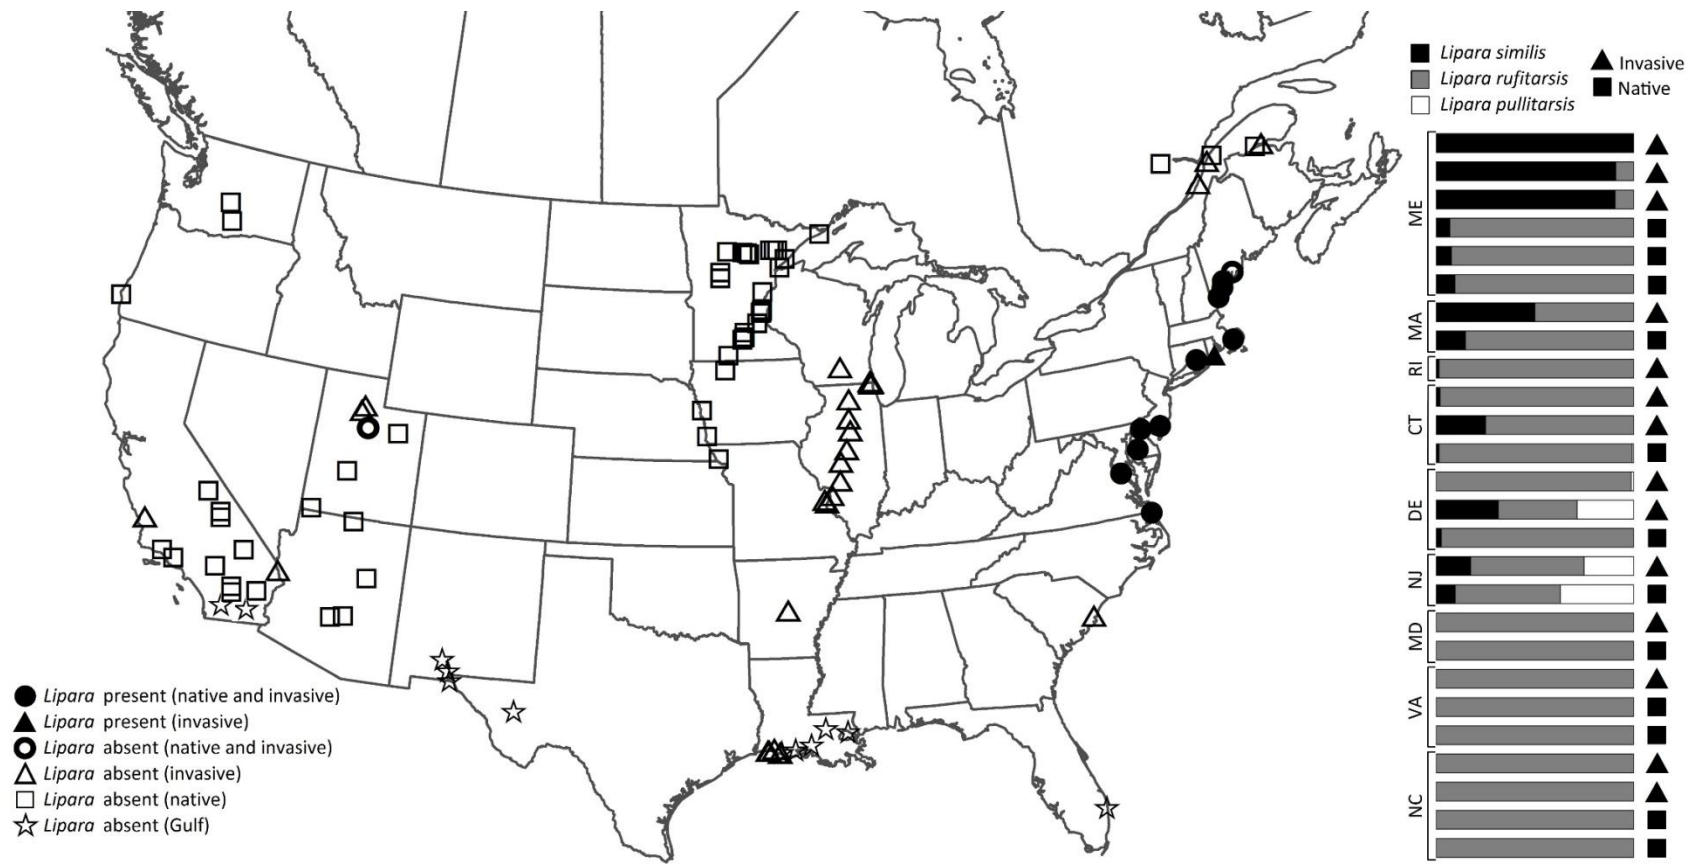 Lipara similis
Lipara rufitarsis
Lipara pullitarsis
Invasive
Native
ME
MA
RI
CT
DE
NJ
MD
VA
NC
Lipara present (native and invasive)
Lipara present (invasive)
Lipara absent (native and invasive)
Lipara absent (invasive)
Lipara absent (native)
Lipara absent (Gulf)